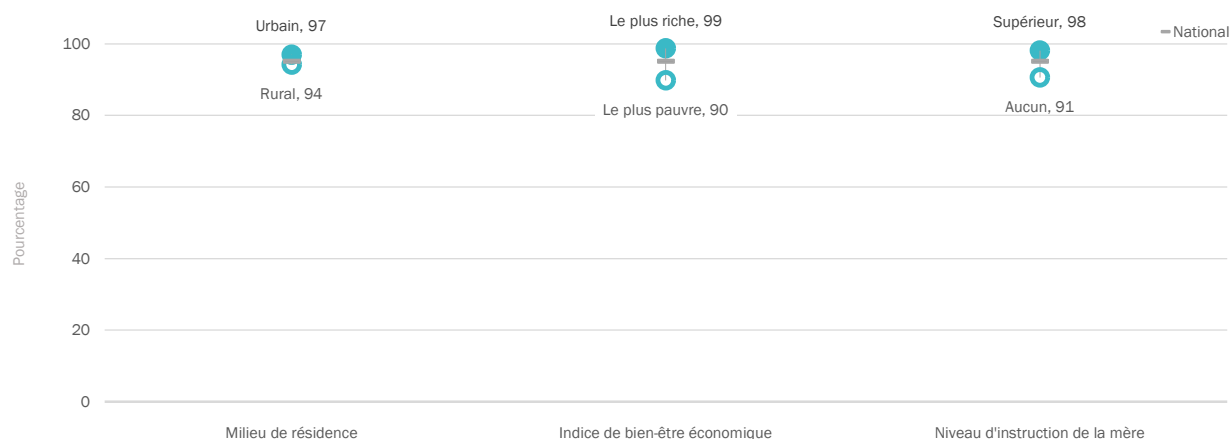 Urbain, 97
Le plus riche, 99
Supérieur, 98
National
100
Rural, 94
Le plus pauvre, 90
Aucun, 91
80
Pourcentage
60
40
20
0
Milieu de résidence
Indice de bien-être économique
Niveau d'instruction de la mère